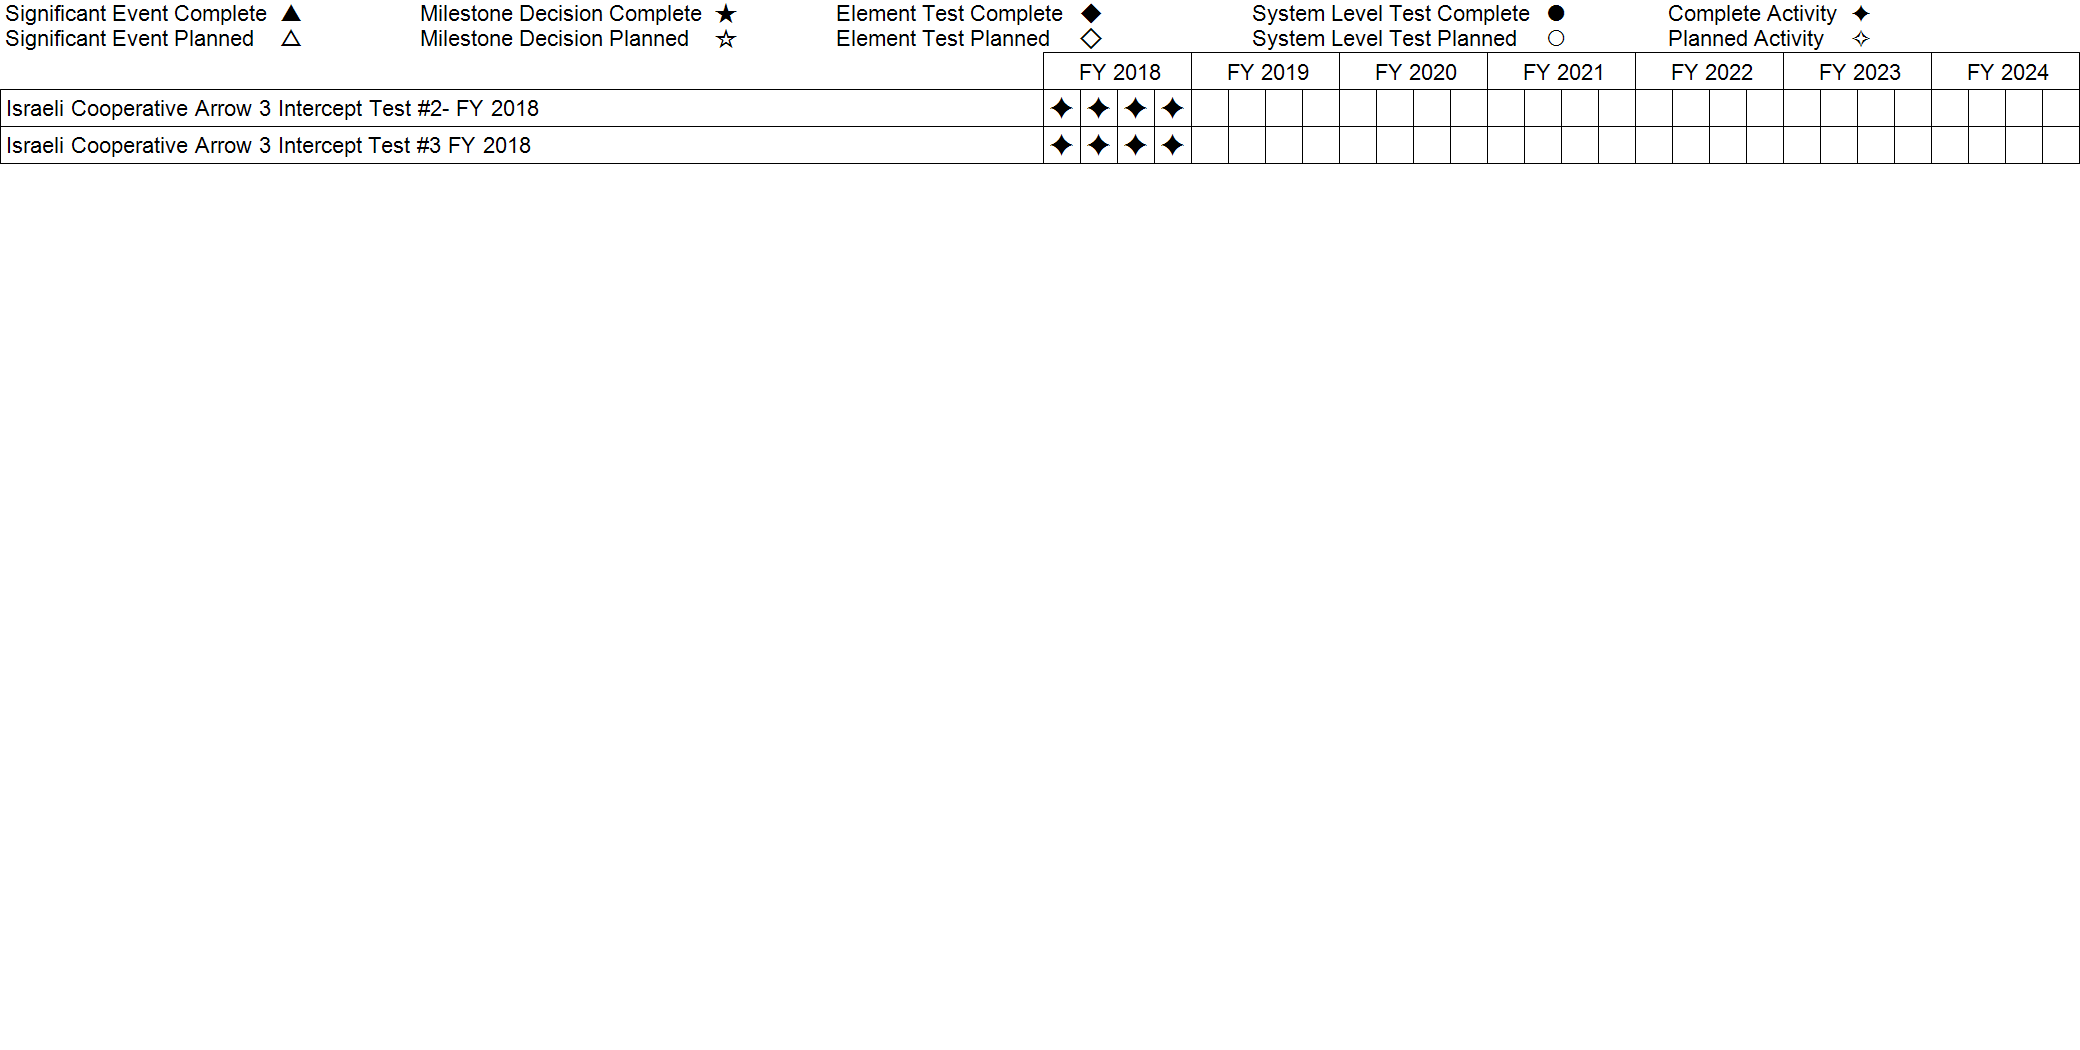 Significant Event Complete ▲ Milestone Decision Complete ★ Element Test Complete ◆ System Level Test Complete ● Complete Activity ✦
Significant Event Planned △ Milestone Decision Planned ☆ Element Test Planned ◇ System Level Test Planned ○ Planned Activity ✧
FY 2018 FY 2019 FY 2020 FY 2021 FY 2022 FY 2023 FY 2024
Israeli Cooperative Arrow 3 Intercept Test #2- FY 2018 ✦ ✦ ✦ ✦
Israeli Cooperative Arrow 3 Intercept Test #3 FY 2018 ✦ ✦ ✦ ✦